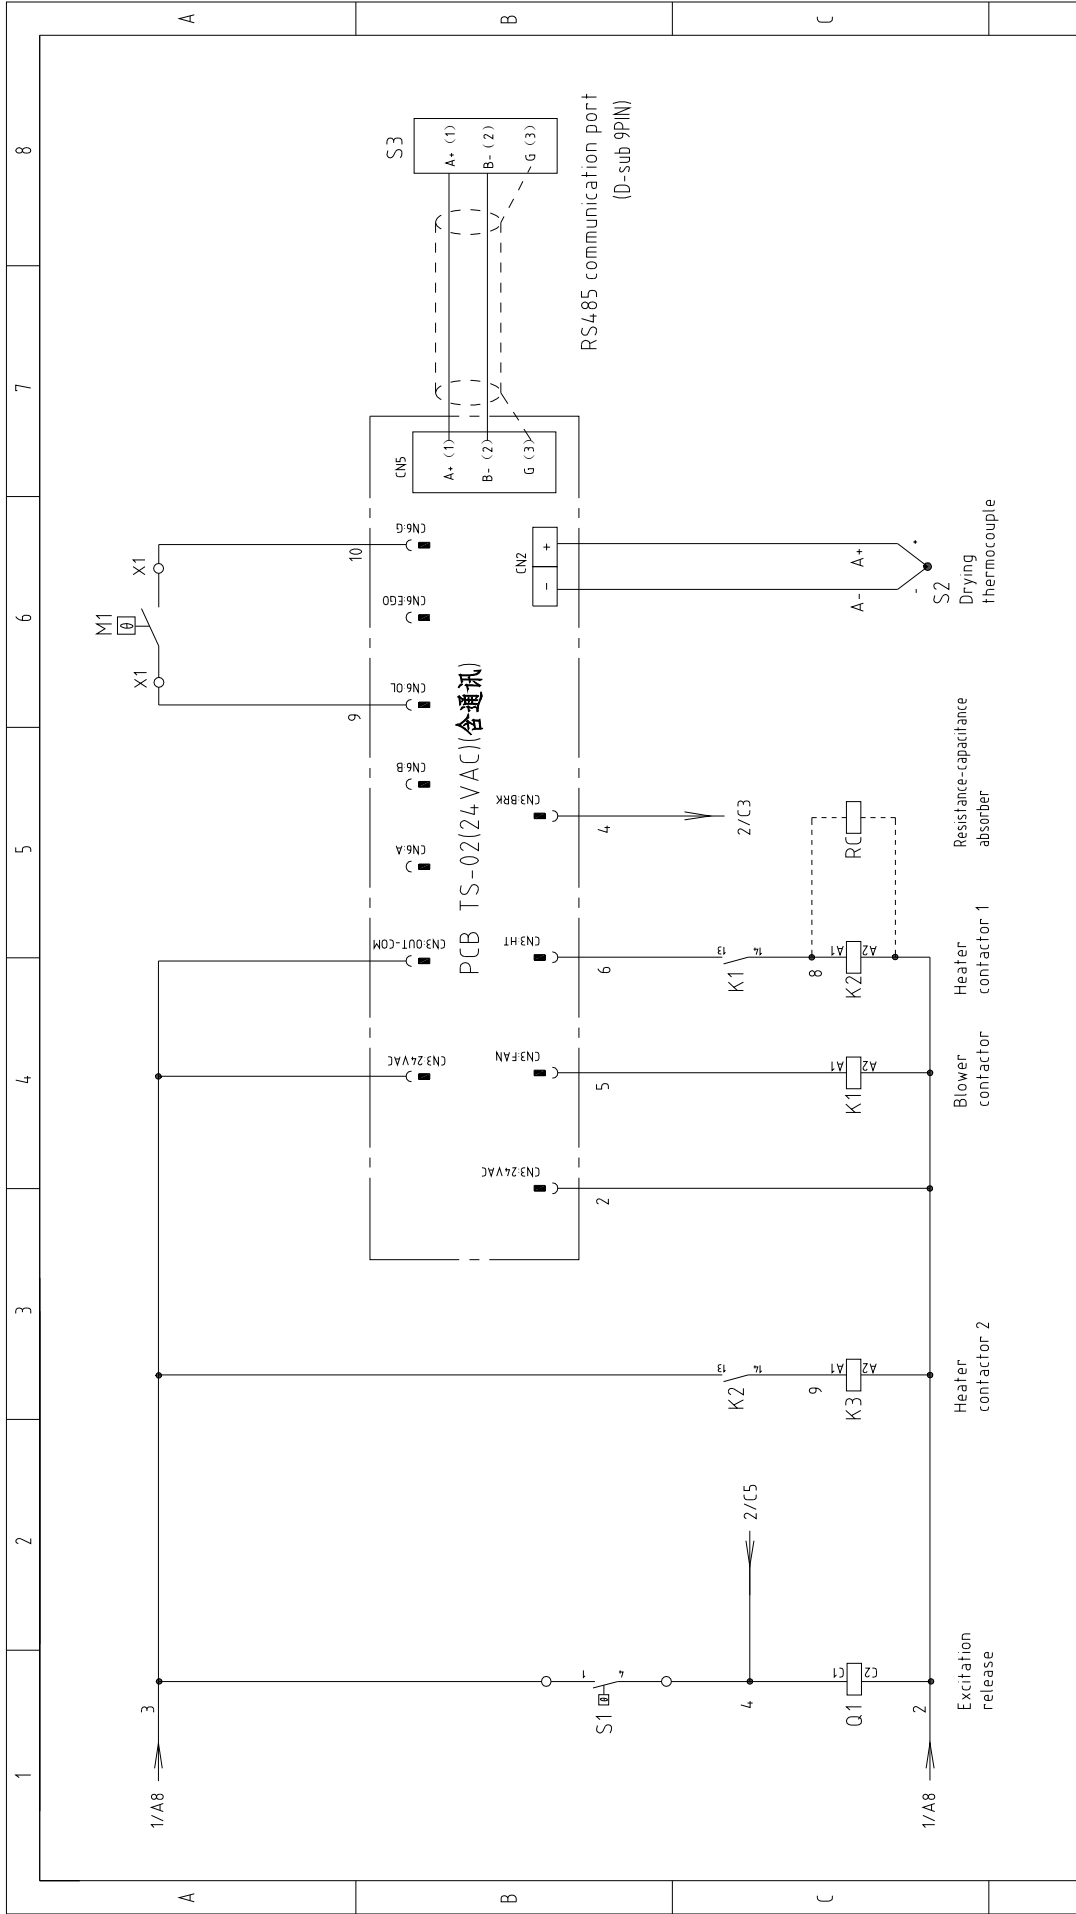 1
2
3
4
5
6
7
8
A
B
C
A
B
C
1/A8
3
M1
θ
X1
X1
9
10
CN3:24VAC
CN3:OUT-COM
CN6:A
CN6:B
CN6:OL
CN6:EGO
CN6:G
PCB TS-02(24VAC)(含通讯)
CN3:24VAC
CN3:FAN
CN3:HT
CN3:BRK
CN2
-
+
CN5
A+ (1)
B- (2)
G (3)
S3
A+ (1)
B- (2)
G (3)
RS485 communication port
(D-sub 9PIN)
2
5
6
4
S1
θ
1
4
4
2/C5
K2
13
14
K1
13
14
2/C3
9
8
Q1
C1
C2
K3
A1
A2
K1
A1
A2
K2
A1
A2
RC
A-
A+
-
+
S2
Drying
thermocouple
1/A8
2
Excitation
release
Heater
contactor 2
Blower
contactor
Heater
contactor 1
Resistance-capacitance
absorber